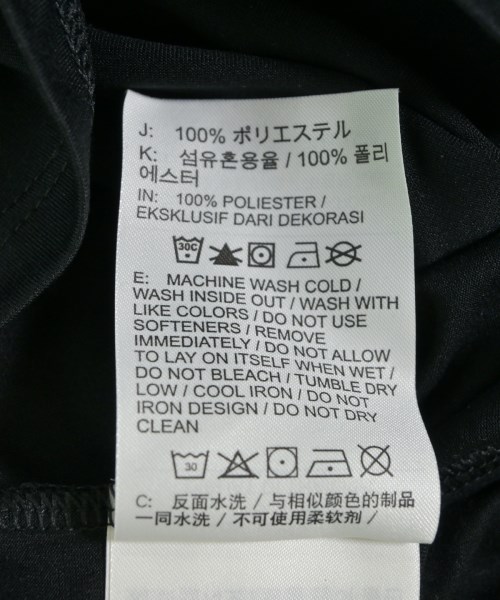 J: 100% ポリエステル
K: 섬유혼용율 / 100% 폴리
에스터
IN: 100% POLIESTER /
EKSKLUSIF DARI DEKORASI
30C
E: MACHINE WASH COLD /
WASH INSIDE OUT / WASH WITH
LIKE COLORS / DO NOT USE
SOFTENERS / REMOVE
IMMEDIATELY / DO NOT ALLOW
TO LAY ON ITSELF WHEN WET /
DO NOT BLEACH / TUMBLE DRY
LOW / COOL IRON / DO NOT
IRON DESIGN / DO NOT DRY
CLEAN
30
C: 反面水洗 / 与相似颜色的制品
一同水洗 / 不可使用柔软剂 /